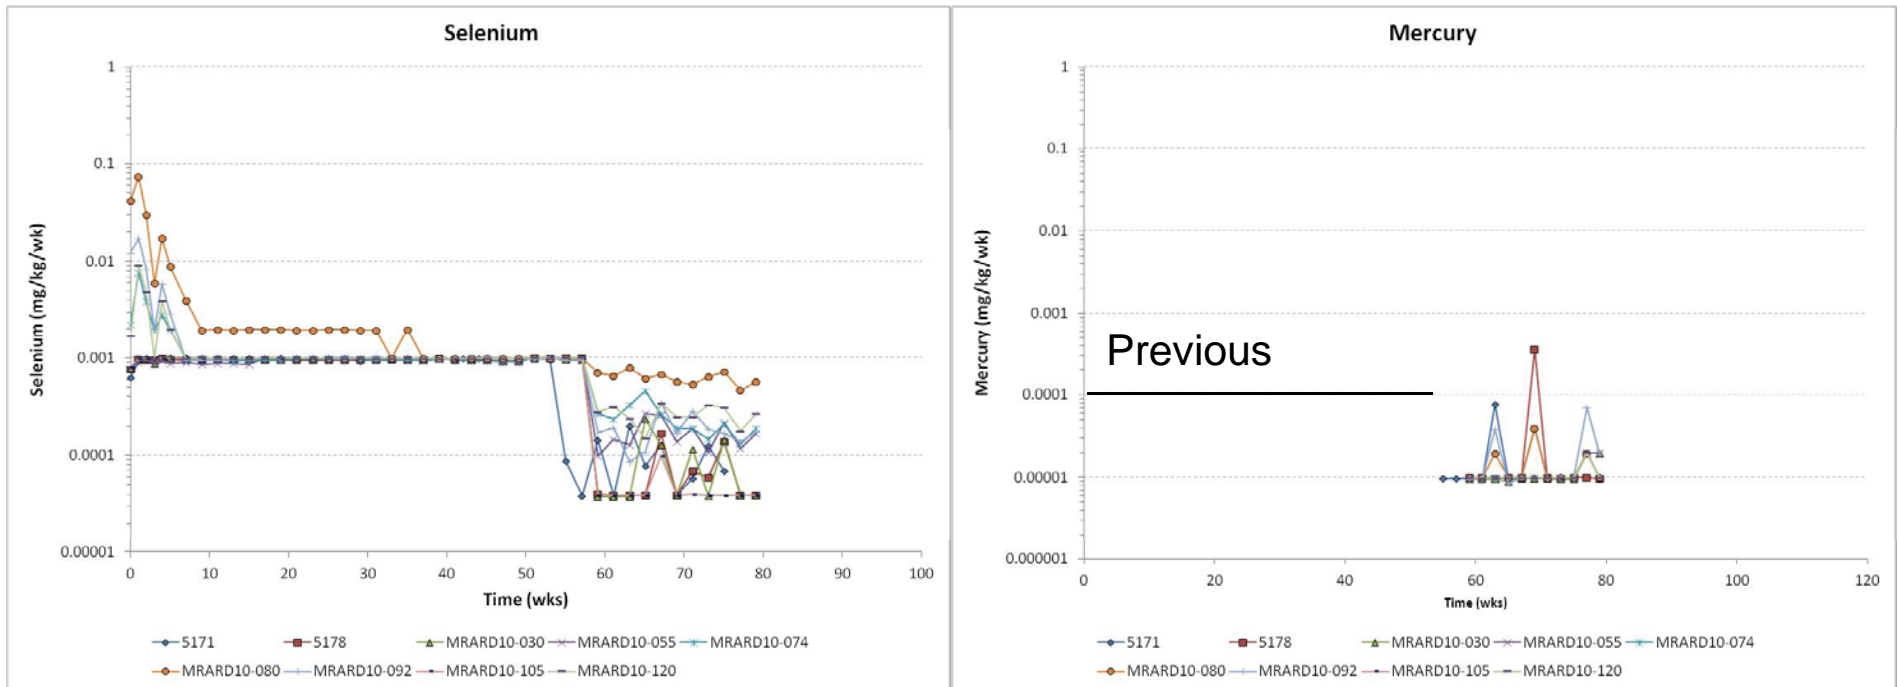 Selenium
1
0.1
0.01
0.001
0.0001
0.00001
Selenium (mg/kg/wk)
0 10 20 30 40 50 60 70 80 90 100
Time (wks)
5171 5178 MRARD10-030 MRARD10-055 MRARD10-074
MRARD10-080 MRARD10-092 MRARD10-105 MRARD10-120
Mercury
1
0.1
0.01
0.001
0.0001
0.00001
0.000001
Mercury (mg/kg/wk)
Previous
0 20 40 60 80 100 120
Time (wks)
5171 5178 MRARD10-030 MRARD10-055 MRARD10-074
MRARD10-080 MRARD10-092 MRARD10-105 MRARD10-120